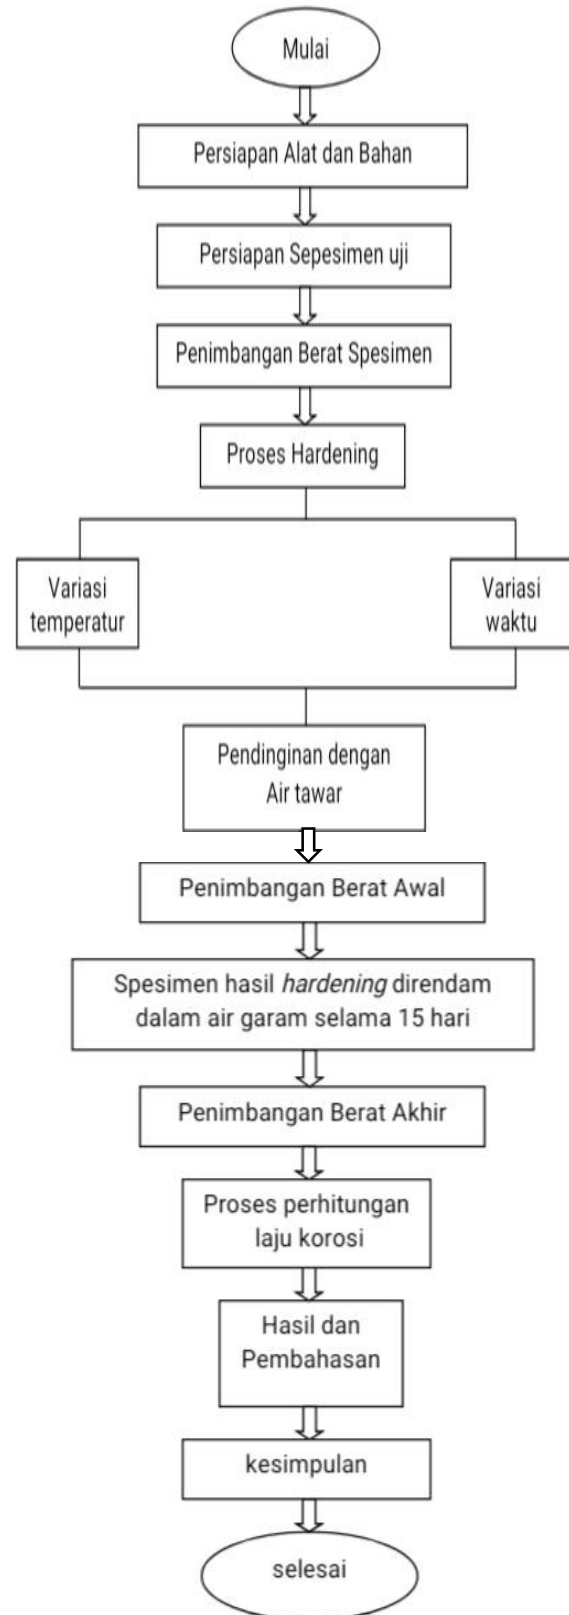 Mulai
Persiapan Alat dan Bahan
Persiapan Sepesimen uji
Penimbangan Berat Spesimen
Proses Hardening
Variasi
temperatur
Variasi
waktu
Pendinginan dengan
Air tawar
Penimbangan Berat Awal
Spesimen hasil hardening direndam
dalam air garam selama 15 hari
Penimbangan Berat Akhir
Proses perhitungan
laju korosi
Hasil dan
Pembahasan
kesimpulan
selesai